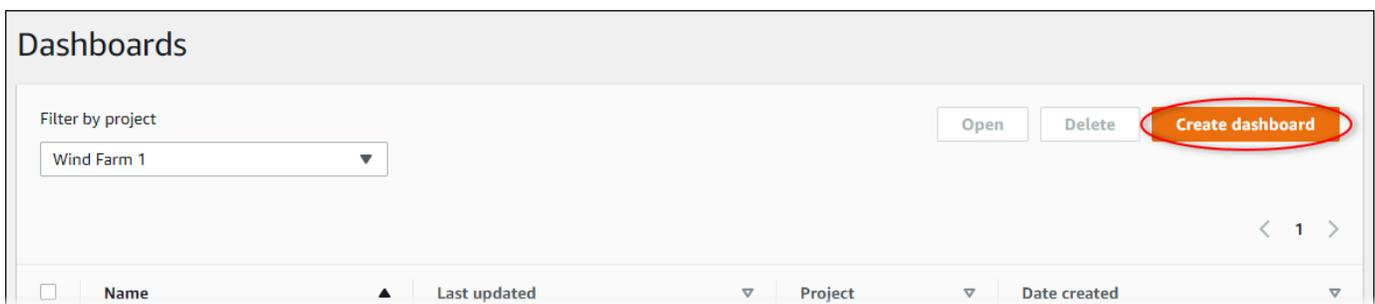 Dashboards
Filter by project
Open Delete Create dashboard
Wind Farm 1
1
Name Last updated Project Date created